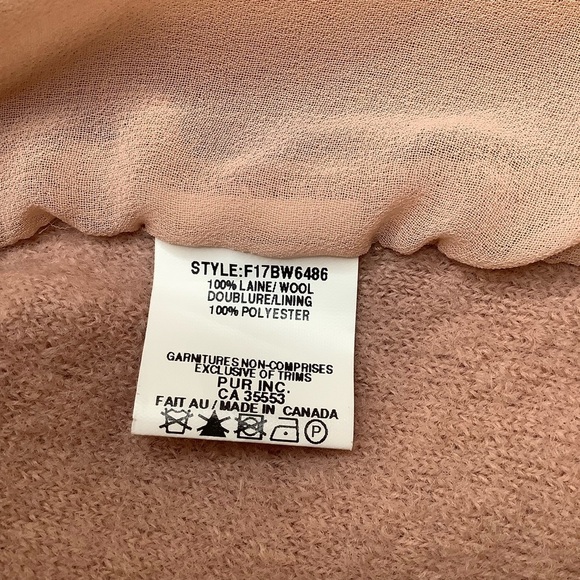 STYLE:F17BW6486
100% LAINE/ WOOL
DOUBLURE/LINING
100% POLYESTER
GARNITURES NON-COMPRISES
EXCLUSIVE OF TRIMS
PUR INC.
CA 35553
FAIT AU / MADE IN CANADA
P